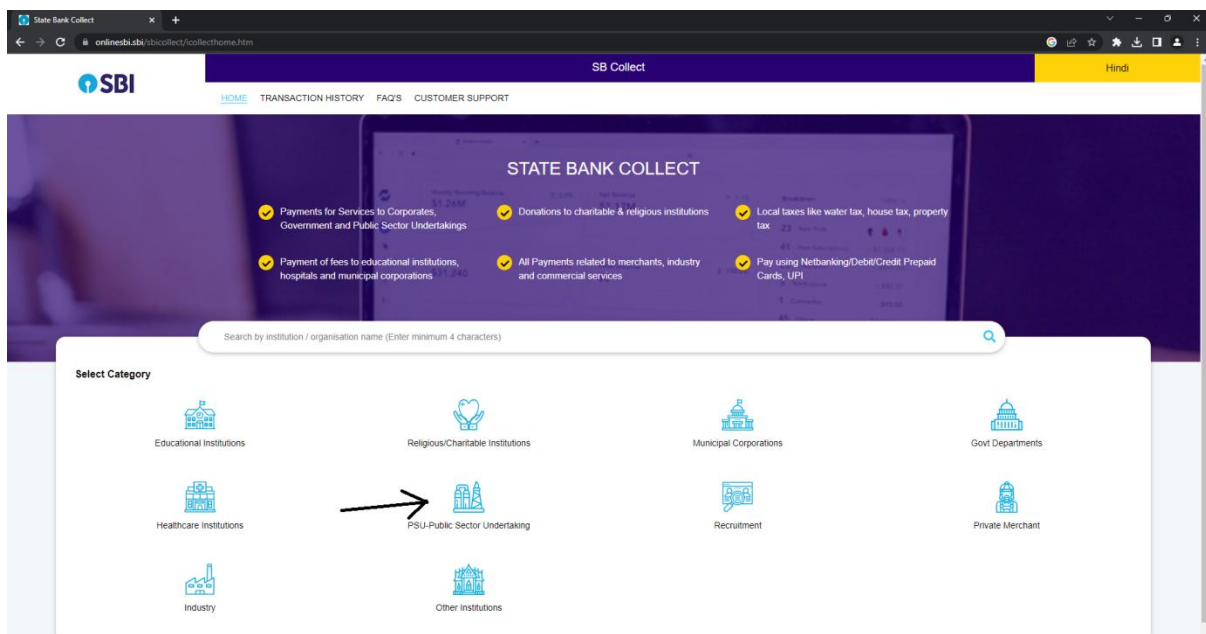 State Bank Collect
onlinesbi.sbi/sbicollect/icollecthome.htm
SBI
SB Collect
Hindi
HOME TRANSACTION HISTORY FAQ'S CUSTOMER SUPPORT
STATE BANK COLLECT
Payments for Services to Corporates,
Government and Public Sector Undertakings
Donations to charitable & religious institutions
Local taxes like water tax, house tax, property
tax
Payment of fees to educational institutions,
hospitals and municipal corporations
All Payments related to merchants, industry
and commercial services
Pay using Netbanking/Debit/Credit Prepaid
Cards, UPI
Search by institution / organisation name (Enter minimum 4 characters)
Select Category
Educational Institutions
Religious/Charitable Institutions
Municipal Corporations
Govt Departments
Healthcare Institutions
PSU-Public Sector Undertaking
Recruitment
Private Merchant
Industry
Other Institutions